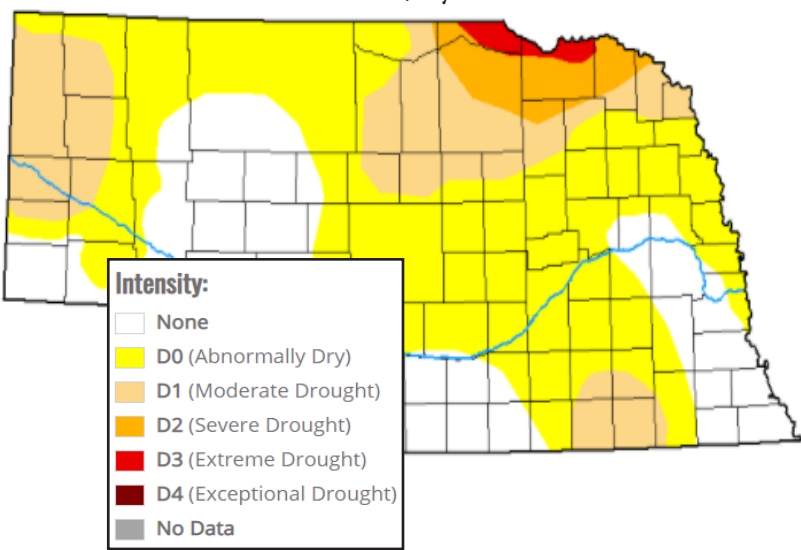 Intensity:
None
D0 (Abnormally Dry)
D1 (Moderate Drought)
D2 (Severe Drought)
D3 (Extreme Drought)
D4 (Exceptional Drought)
No Data